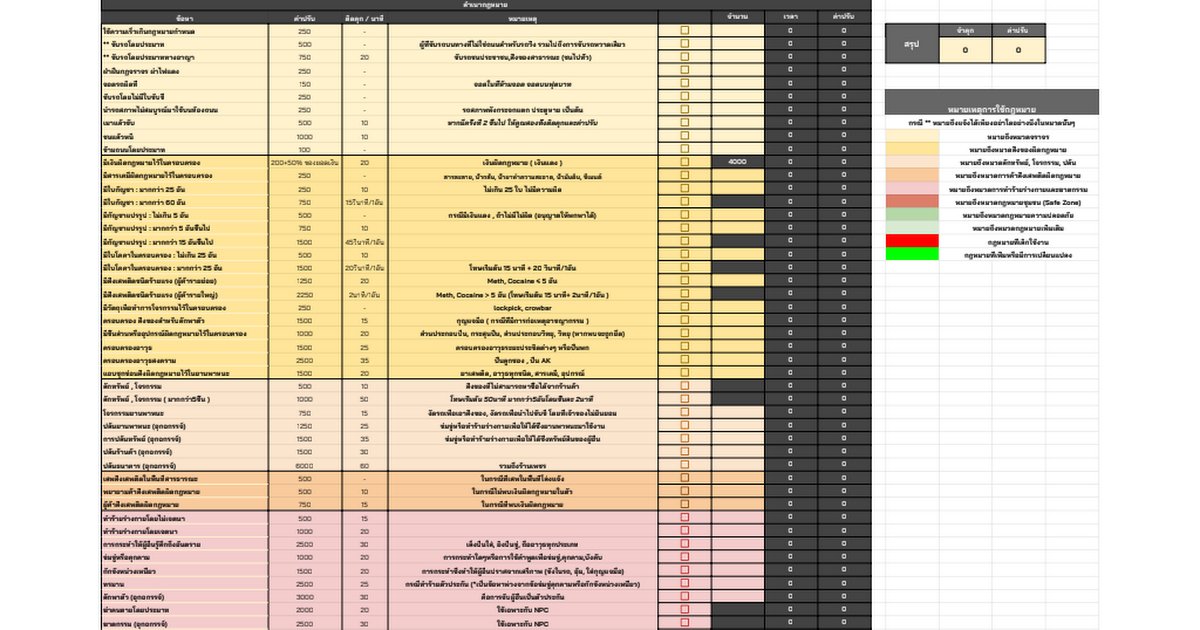 คำนวณกฎหมาย
ข้อหา ค่าปรับ ติดคุก / นาที หมายเหตุ จำนวน เวลา ค่าปรับ
ใช้ความเร็วเกินกฎหมายกำหนด 250 - 0 0
** ขับรถโดยประมาท 500 - ผู้ที่ขับบนทางที่ไม่ใช่ถนนสำหรับรถวิ่ง รวมไปถึงการขับรถหวาดเสียว 0 0
** ขับรถโดยประมาททางอาญา 750 20 ขับรถชนประชาชน,สิ่งของสาธารณะ (ชนไปทั่ว) 0 0
ฝ่าฝืนกฎจราจร ฝ่าไฟแดง 250 - 0 0
จอดรถผิดที่ 150 - จอดในที่ห้ามจอด จอดบนฟุตบาท 0 0
ขับรถโดยไม่มีใบขับขี่ 250 - 0 0
นำรถสภาพไม่สมบูรณ์มาใช้บนท้องถนน 250 - รถสภาพพังกระจกแตก ประตูหาย เป็นต้น 0 0
เมาแล้วขับ 500 10 หากมีครั้งที่ 2 ขึ้นไป ให้คูณสองทั้งติดคุกและค่าปรับ 0 0
ชนแล้วหนี 1000 10 0 0
ข้ามถนนโดยประมาท 100 - 0 0
มีเงินผิดกฎหมายไว้ในครอบครอง 200+50% ของยอดเงิน 20 เงินผิดกฎหมาย ( เงินแดง ) 4000 0 0
มีสารเคมีผิดกฎหมายไว้ในครอบครอง 250 - 0 0
มีใบกัญชา : มากกว่า 25 อัน 250 10 ไม่เกิน 25 ใบ ไม่มีความผิด 0 0
มีใบกัญชา : มากกว่า 60 อัน 750 15วินาที/1อัน 0 0
มีกัญชาแปรรูป : ไม่เกิน 5 อัน 500 - กรณีมีเงินแดง , ถ้าไม่มีไม่ผิด (อนุญาตให้พกพาได้) 0 0
มีกัญชาแปรรูป : มากกว่า 5 อันขึ้นไป 750 10 0 0
มีกัญชาแปรรูป : มากกว่า 15 อันขึ้นไป 1500 45วินาที/1อัน 0 0
มีใบโคคาในครอบครอง : ไม่เกิน 25 อัน 500 10 0 0
มีใบโคคาในครอบครอง : มากกว่า 25 อัน 1500 20วินาที/1อัน โทษเริ่มต้น 15 นาที + 20 วินาที/1อัน 0 0
มีสิ่งเสพติดชนิดร้ายแรง (ผู้ค้ารายย่อย) 1250 20 Meth, Cocaine < 5 อัน 0 0
มีสิ่งเสพติดชนิดร้ายแรง (ผู้ค้ารายใหญ่) 2250 2นาที/1อัน Meth, Cocaine > 5 อัน (โทษเริ่มต้น 15 นาที+ 2นาที/1อัน ) 0 0
มีวัตถุเพื่อทำการโจรกรรมไว้ในครอบครอง 250 - lockpick, crowbar 0 0
ครอบครอง สิ่งของสำหรับลักพาตัว 1500 15 กุญแจมือ ( กรณีที่มีการก่อเหตุอาชญากรรม ) 0 0
มีชิ้นส่วนหรืออุปกรณ์ผิดกฎหมายไว้ในครอบครอง 1000 20 ส่วนประกอบปืน, กระสุนปืน, ส่วนประกอบวิทยุ, วิทยุ (หากพบจะถูกยึด) 0 0
ครอบครองอาวุธ 1500 25 ครอบครองอาวุธระยะประชิดต่างๆ หรือปืนพก 0 0
ครอบครองอาวุธสงคราม 2500 35 ปืนลูกซอง , ปืน AK 0 0
แอบซุกซ่อนสิ่งผิดกฎหมายไว้ในยานพาหนะ 1500 20 ยาเสพติด, อาวุธทุกชนิด, สารเคมี, อุปกรณ์ 0 0
ลักทรัพย์ , โจรกรรม 500 10 สิ่งของที่ไม่สามารถหาซื้อได้จากร้านค้า 0 0
ลักทรัพย์ , โจรกรรม ( มากกว่า5ชิ้น ) 1000 50 โทษเริ่มต้น 50นาที มากกว่า5อันโดนชิ้นละ 2นาที 0 0
โจรกรรมยานพาหนะ 750 15 งัดรถเพื่อเอาสิ่งของ, งัดรถเพื่อนำไปขับขี่ โดยที่เจ้าของไม่ยินยอม 0 0
ปล้นยานพาหนะ (อุกอาจ) 1250 25 ข่มขู่หรือทำร้ายร่างกายเพื่อให้ได้ซึ่งยานพาหนะมาใช้งาน 0 0
การปล้นทรัพย์ (อุกอาจ) 1500 35 ข่มขู่หรือทำร้ายร่างกายเพื่อให้ได้ซึ่งทรัพย์สินของผู้อื่น 0 0
ปล้นร้านค้า (อุกอาจ) 1500 30 0 0
ปล้นธนาคาร (อุกอาจ) 6000 60 รวมถึงร้านเพชร 0 0
เสพสิ่งเสพติดในพื้นที่สาธารณะ 500 - ในกรณีที่เสพในพื้นที่โล่งแจ้ง 0 0
พยายามค้าสิ่งเสพติดผิดกฎหมาย 500 10 ในกรณีไม่พบเงินผิดกฎหมายในตัว 0 0
ผู้ค้าสิ่งเสพติดผิดกฎหมาย 750 15 ในกรณีที่พบเงินผิดกฎหมาย 0 0
ทำร้ายร่างกายโดยไม่เจตนา 500 15 0 0
ทำร้ายร่างกายโดยเจตนา 1000 20 0 0
การกระทำให้ผู้อื่นรู้สึกถึงอันตราย 2500 30 เล็งปืนใส่, ยิงปืนขู่, ถืออาวุธทุกประเภท 0 0
ข่มขู่หรือคุกคาม 1000 20 การกระทำใดๆหรือการใช้คำพูดเพื่อข่มขู่,คุกคาม,บังคับ 0 0
กักขังหน่วงเหนี่ยว 1500 20 การกระทำซึ่งทำให้ผู้อื่นปราศจากเสรีภาพ (ขังในรถ, อุ้ม, ใส่กุญแจมือ) 0 0
ทรมาน 2500 25 กรณีทำร้ายตัวประกัน (*เป็นข้อหาพ่วงจากข้อข่มขู่คุกคามหรือกักขังหน่วงเหนี่ยว) 0 0
ลักพาตัว (อุกอาจ) 3000 30 คือการจับผู้อื่นเป็นตัวประกัน 0 0
ฆ่าคนตายโดยประมาท 2000 20 ใช้เฉพาะกับ NPC 0 0
ฆาตกรรม (อุกอาจ) 2500 30 ใช้เฉพาะกับ NPC 0 0
สรุป จำคุก ค่าปรับ
0 0
หมายเหตุการใช้กฎหมาย
กรณี ** หมายถึงแจ้งได้เพียงอย่างใดอย่างหนึ่งในหมวดนั้นๆ
หมายถึงหมวดจราจร
หมายถึงหมวดสิ่งของผิดกฎหมาย
หมายถึงหมวดลักทรัพย์, โจรกรรม, ปล้น
หมายถึงหมวดการค้าสิ่งเสพติดผิดกฎหมาย
หมายถึงหมวดการทำร้ายร่างกายและฆาตกรรม
หมายถึงหมวดกฎหมายชุมชน (Safe Zone)
หมายถึงหมวดกฎหมายความปลอดภัย
หมายถึงหมวดกฎหมายเพิ่มเติม
กฎหมายที่เลิกใช้งาน
กฎหมายที่เพิ่มหรือมีการเปลี่ยนแปลง